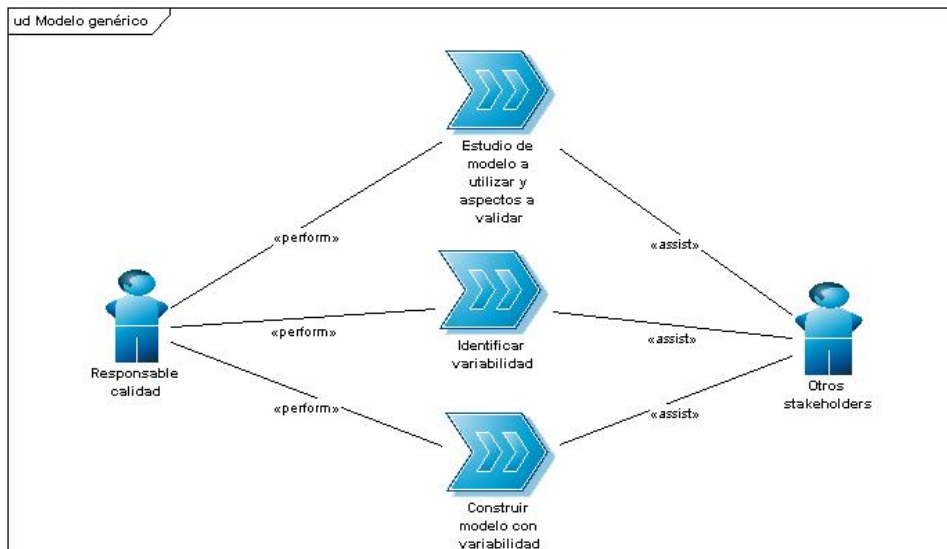 ud Modelo genérico
Estudio de
modelo a
utilizar y
aspectos a
validar
«perform»
«assist»
«perform»
Identificar
variabilidad
«assist»
Responsable
calidad
Otros
stakeholders
«perform»
«assist»
Construir
modelo con
variabilidad